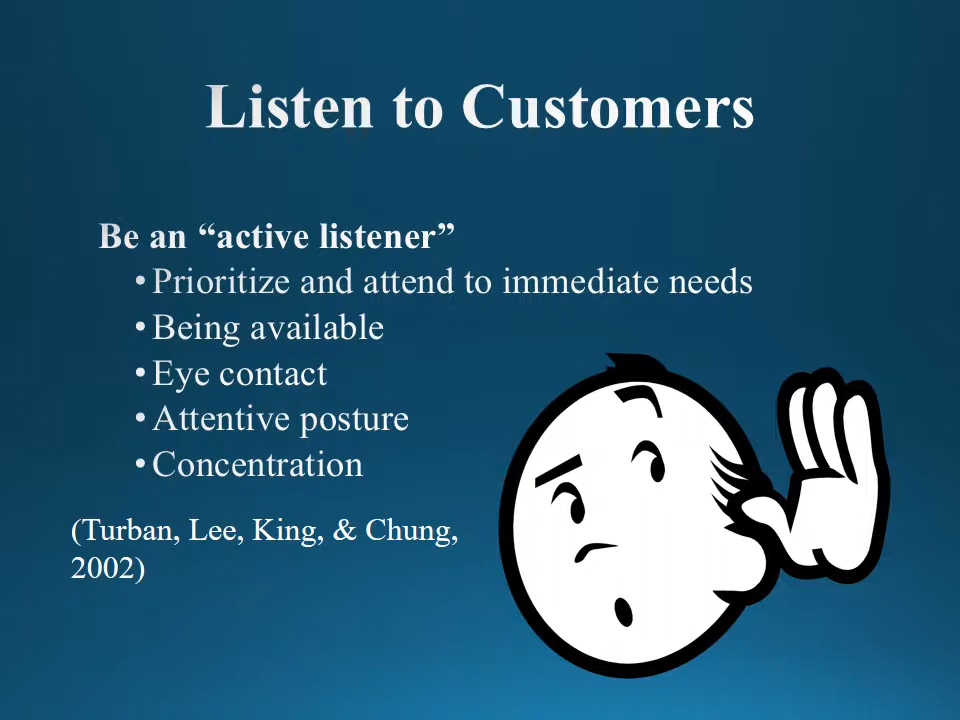 Listen to Customers
Be an “active listener”
• Prioritize and attend to immediate needs
• Being available
• Eye contact
• Attentive posture
• Concentration
(Turban, Lee, King, & Chung,
2002)